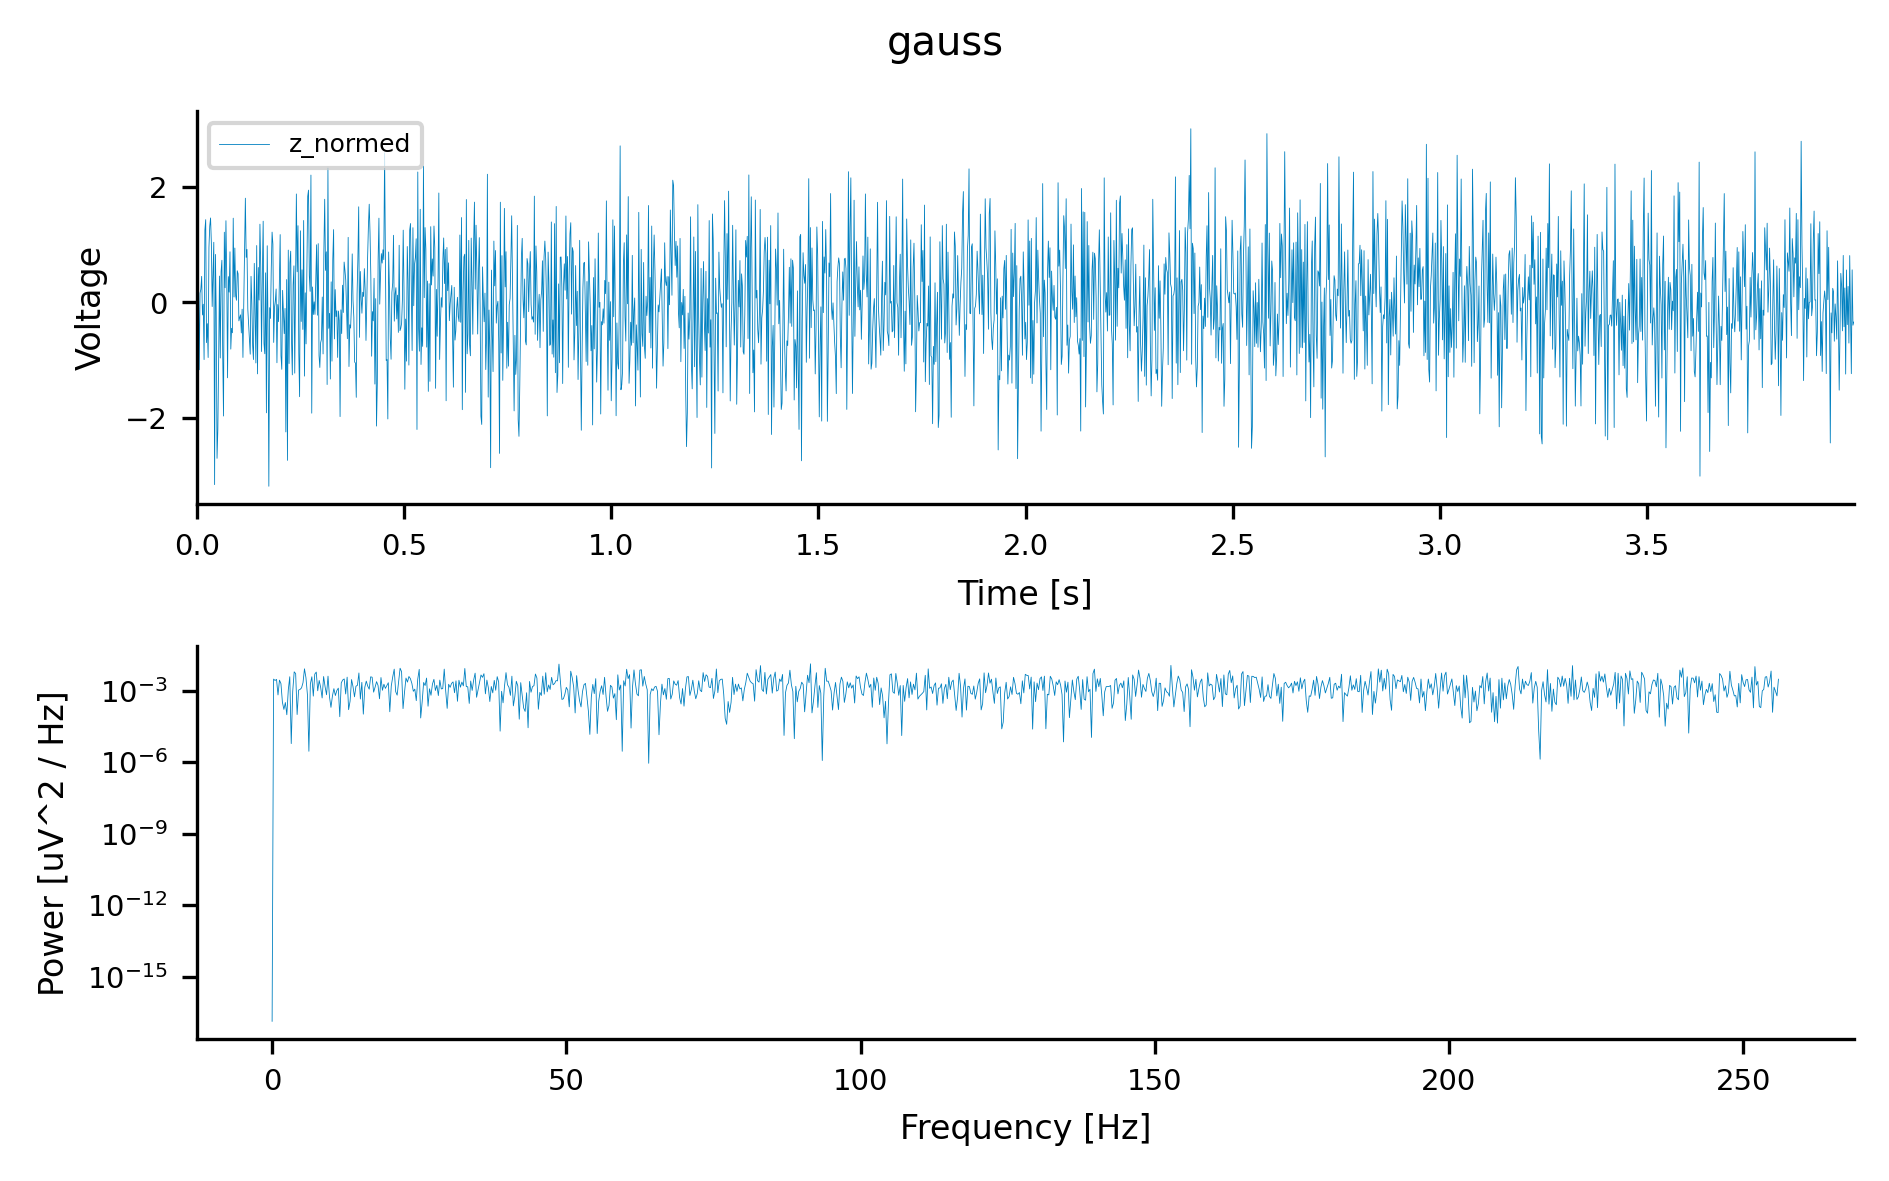 gauss
z_normed
Voltage
2
0
−2
0.0 0.5 1.0 1.5 2.0 2.5 3.0 3.5
Time [s]
Power [uV^2 / Hz]
10⁻³
10⁻⁶
10⁻⁹
10⁻¹²
10⁻¹⁵
0 50 100 150 200 250
Frequency [Hz]